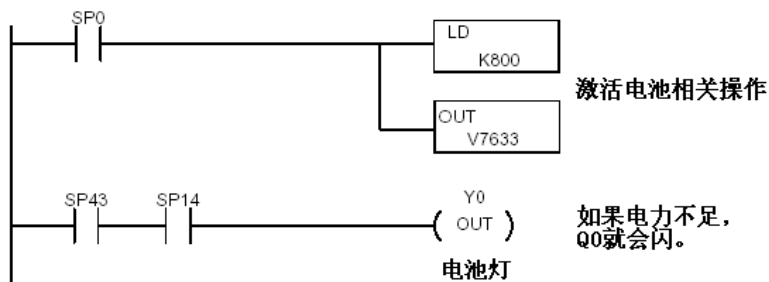 SP0
LD
K800
激活电池相关操作
OUT
V7633
SP43
SP14
Y0
( OUT )
如果电力不足，
Q0就会闪。
电池灯